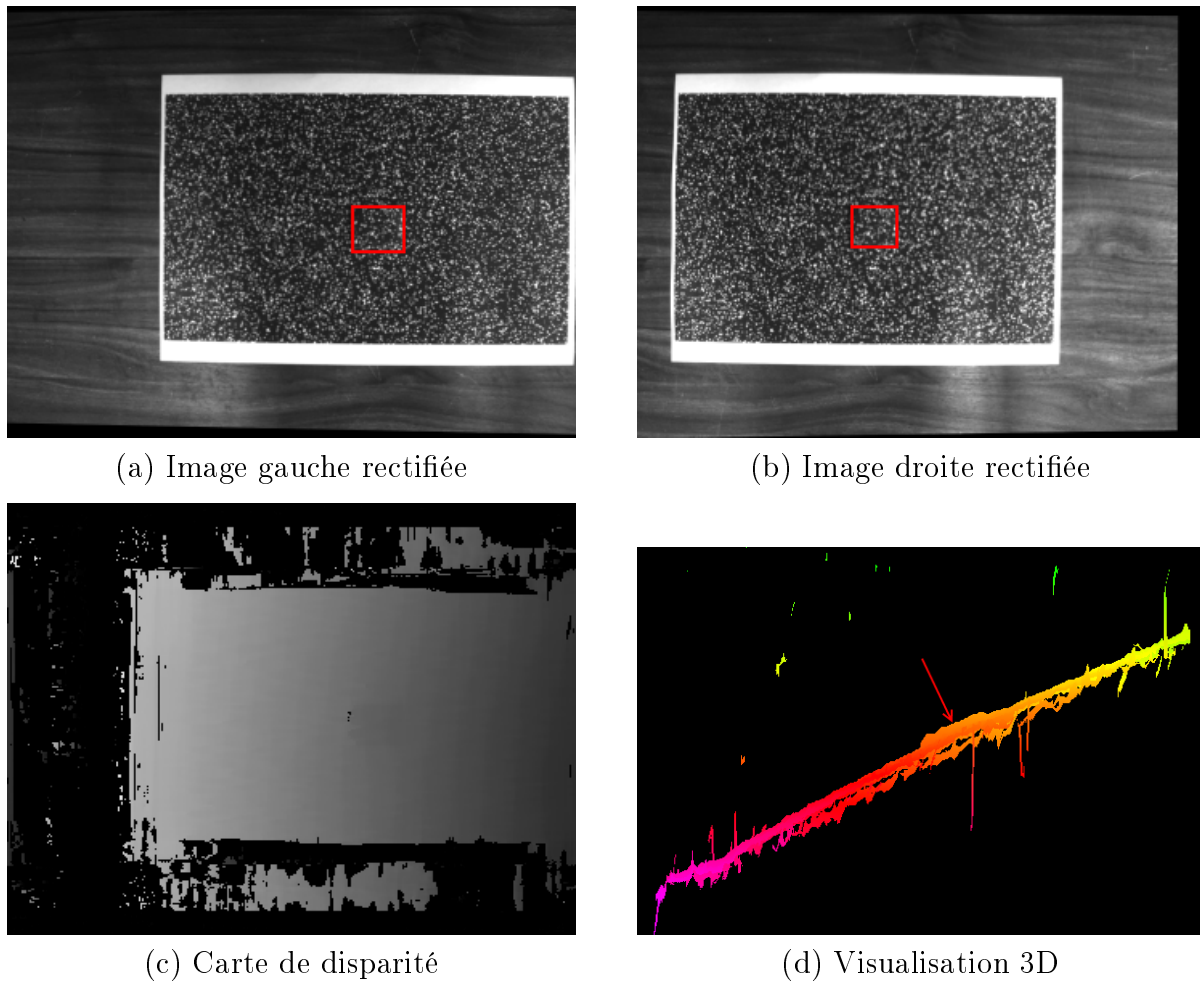 (a) Image gauche rectifiée
(b) Image droite rectifiée
(c) Carte de disparité
(d) Visualisation 3D